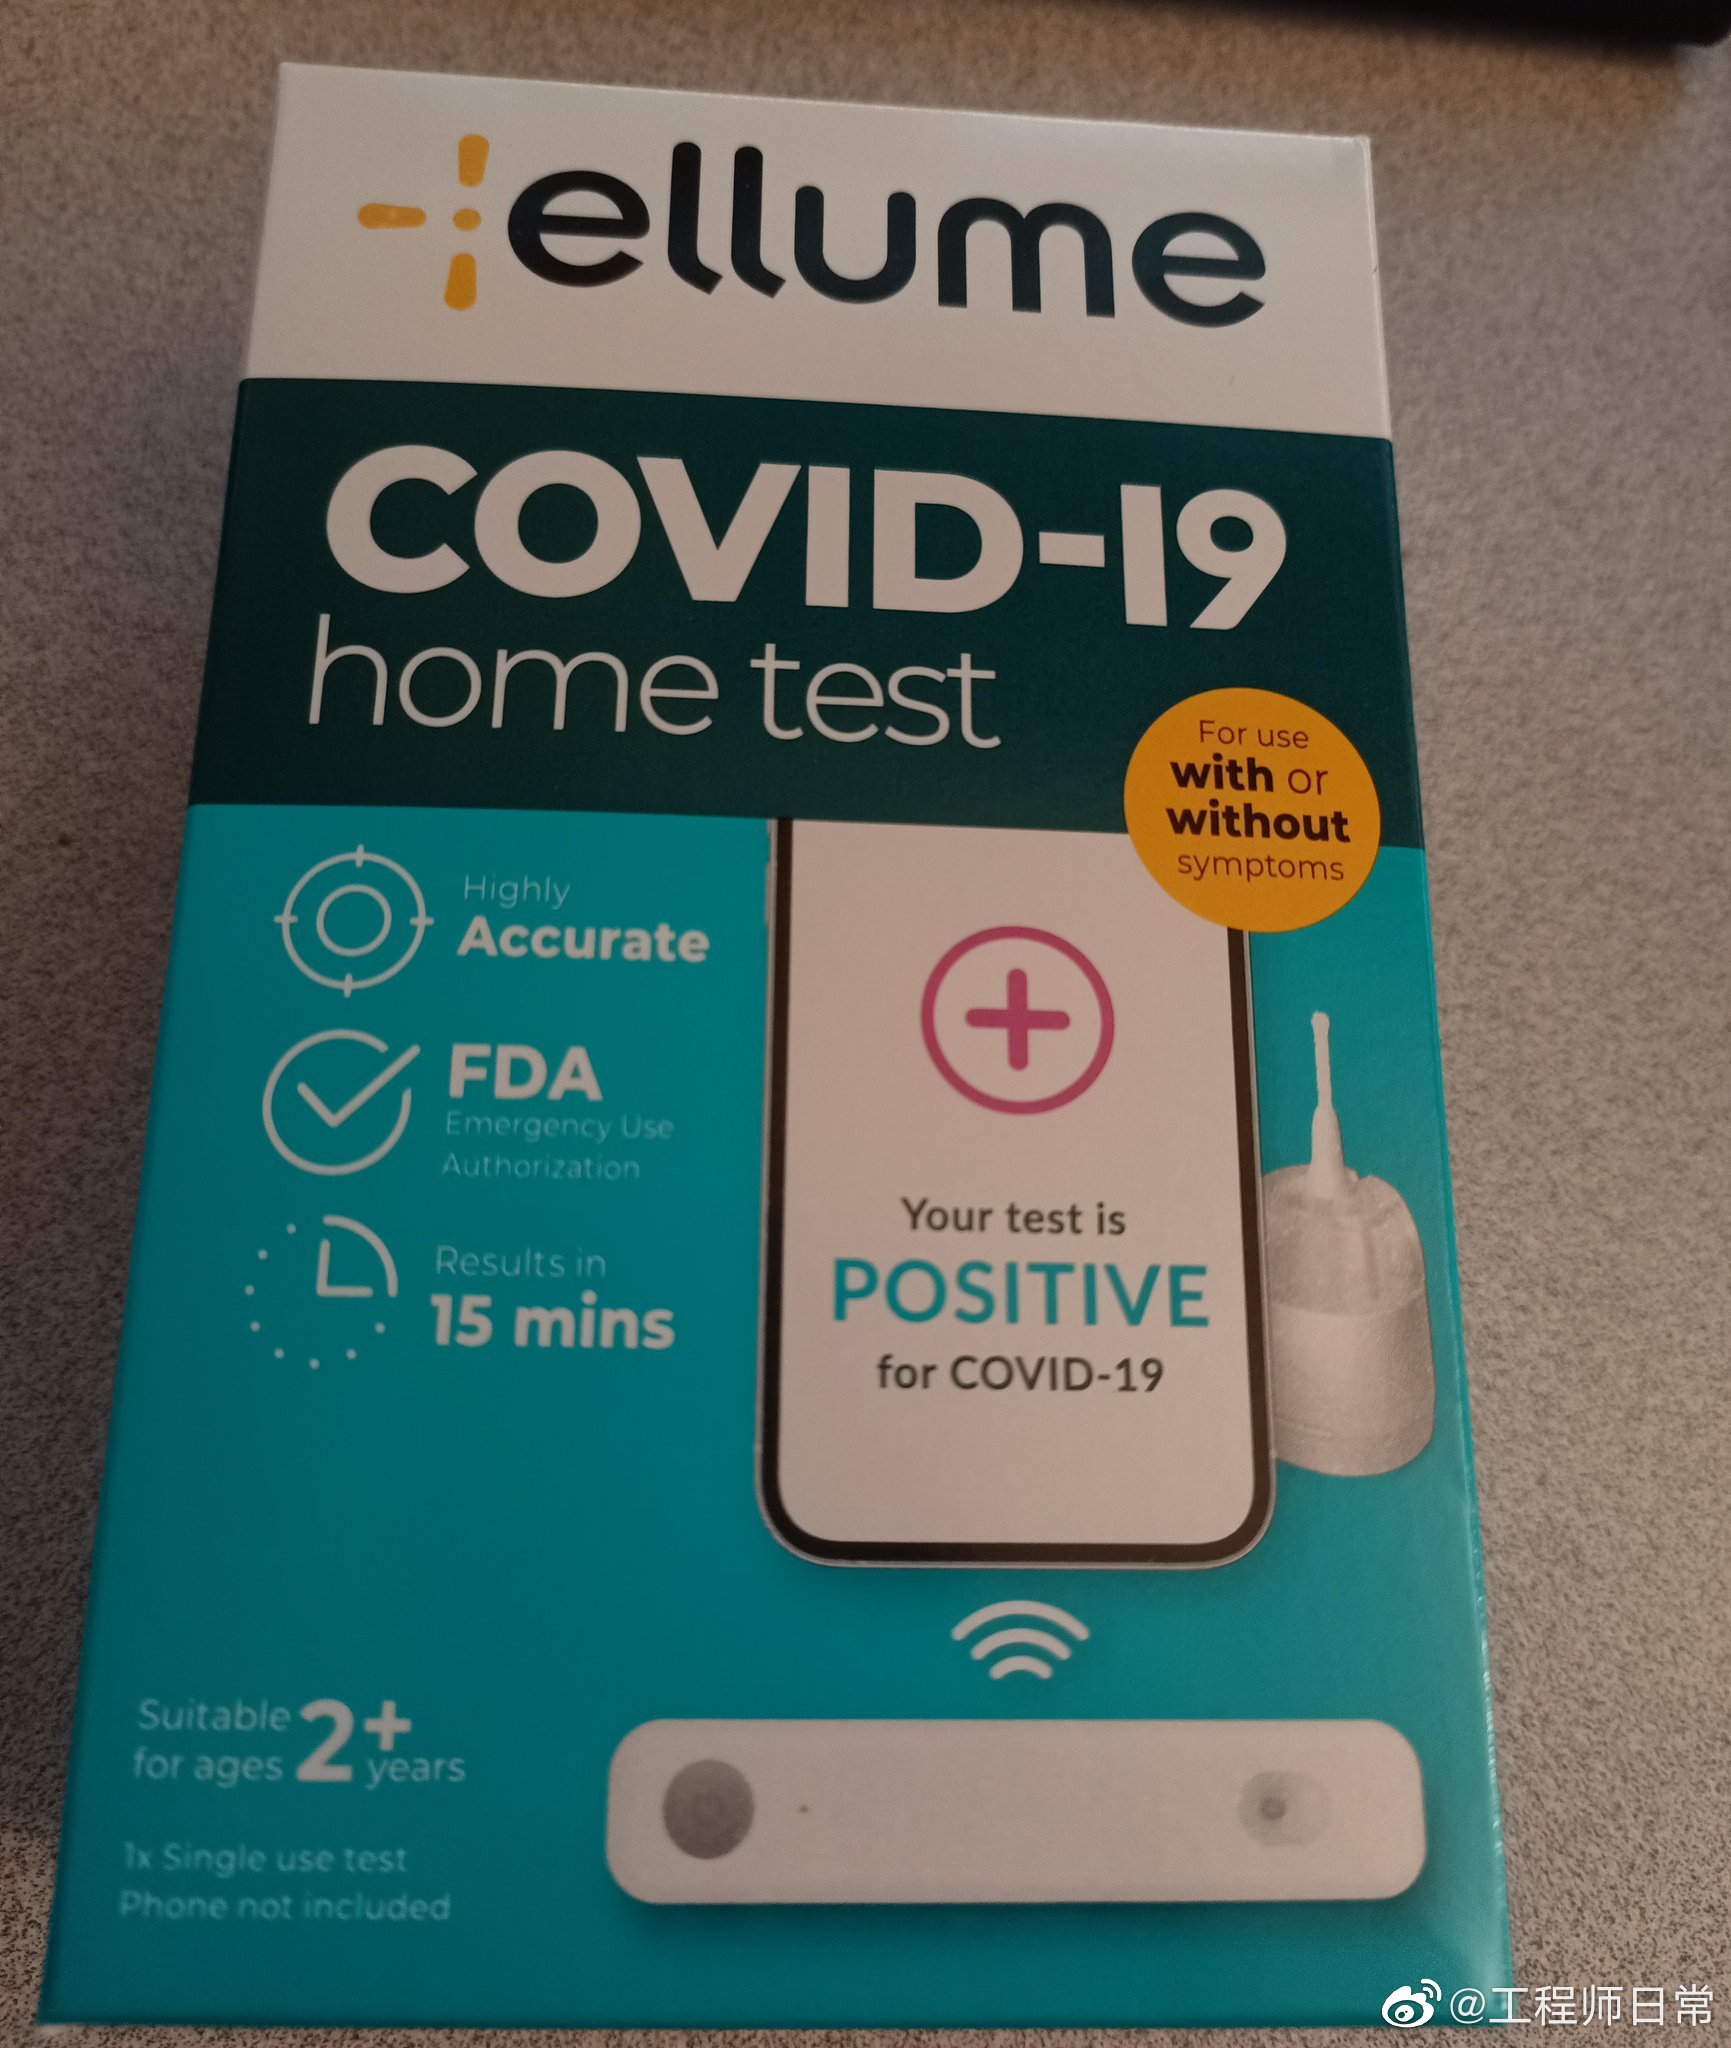 ellume
COVID-19
home test
For use
with or
without
symptoms
Highly
Accurate
FDA
Emergency Use
Authorization
Results in
15 mins
Your test is
POSITIVE
for COVID-19
Suitable
for ages
2+
years
1x Single use test
Phone not included
@工程师日常